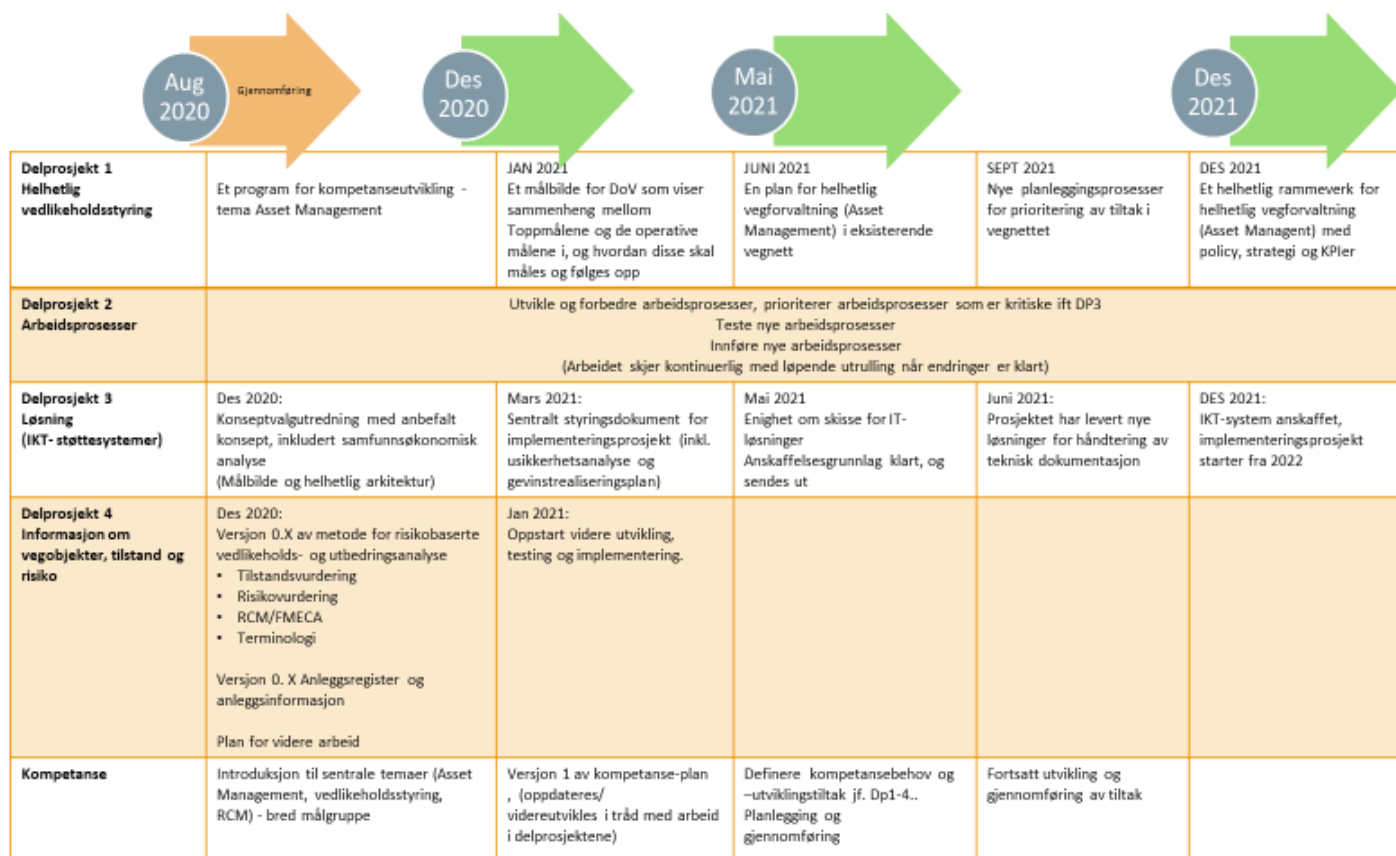 Aug
2020
Gjennomføring
Des
2020
Mai
2021
Des
2021
Delprosjekt 1
Helhetlig
vedlikeholdsstyring
Et program for kompetanseutvikling -
tema Asset Management
JAN 2021
Et målbilde for DoV som viser
sammenheng mellom
Toppmålene og de operative
målene i, og hvordan disse skal
måles og følges opp
JUNI 2021
En plan for helhetlig
vegforvaltning (Asset
Management) i eksisterende
vegnett
SEPT 2021
Nye planleggingsprosesser
for prioritering av tiltak i
vegnettet
DES 2021
Et helhetlig rammeverk for
helhetlig vegforvaltning
(Asset Managent) med
policy, strategi og KPIer
Delprosjekt 2
Arbeidsprosesser
Utvikle og forbedre arbeidsprosesser, prioriterer arbeidsprosesser som er kritiske ift DP3
Teste nye arbeidsprosesser
Innføre nye arbeidsprosesser
(Arbeidet skjer kontinuerlig med løpende utrulling når endringer er klart)
Delprosjekt 3
Løsning
(IKT- støttesystemer)
Des 2020:
Konseptvalgutredning med anbefalt
konsept, inkludert samfunnsøkonomisk
analyse
(Målbilde og helhetlig arkitektur)
Mars 2021:
Sentralt styringsdokument for
implementeringsprosjekt (inkl.
usikkerhetsanalyse og
gevinstrealiseringsplan)
Mai 2021
Enighet om skisse for IT-
løsninger
Anskaffelsesgrunnlag klart, og
sendes ut
Juni 2021:
Prosjektet har levert nye
løsninger for håndtering av
teknisk dokumentasjon
DES 2021:
IKT-system anskaffet,
implementeringsprosjekt
starter fra 2022
Delprosjekt 4
Informasjon om
vegobjekter, tilstand og
risiko
Des 2020:
Versjon 0.X av metode for risikobaserte
vedlikeholds- og utbedringsanalyse
• Tilstandsvurdering
• Risikovurdering
• RCM/FMECA
• Terminologi
Versjon 0. X Anleggsregister og
anleggsinformasjon
Plan for videre arbeid
Jan 2021:
Oppstart videre utvikling,
testing og implementering.
Kompetanse
Introduksjon til sentrale temaer (Asset
Management, vedlikeholdsstyring,
RCM) - bred målgruppe
Versjon 1 av kompetanse-plan
, (oppdateres/
videreutvikles i tråd med arbeid
i delprosjektene)
Definere kompetansebehov og
–utviklingstiltak jf. Dp1-4..
Planlegging og
gjennomføring
Fortsatt utvikling og
gjennomføring av tiltak